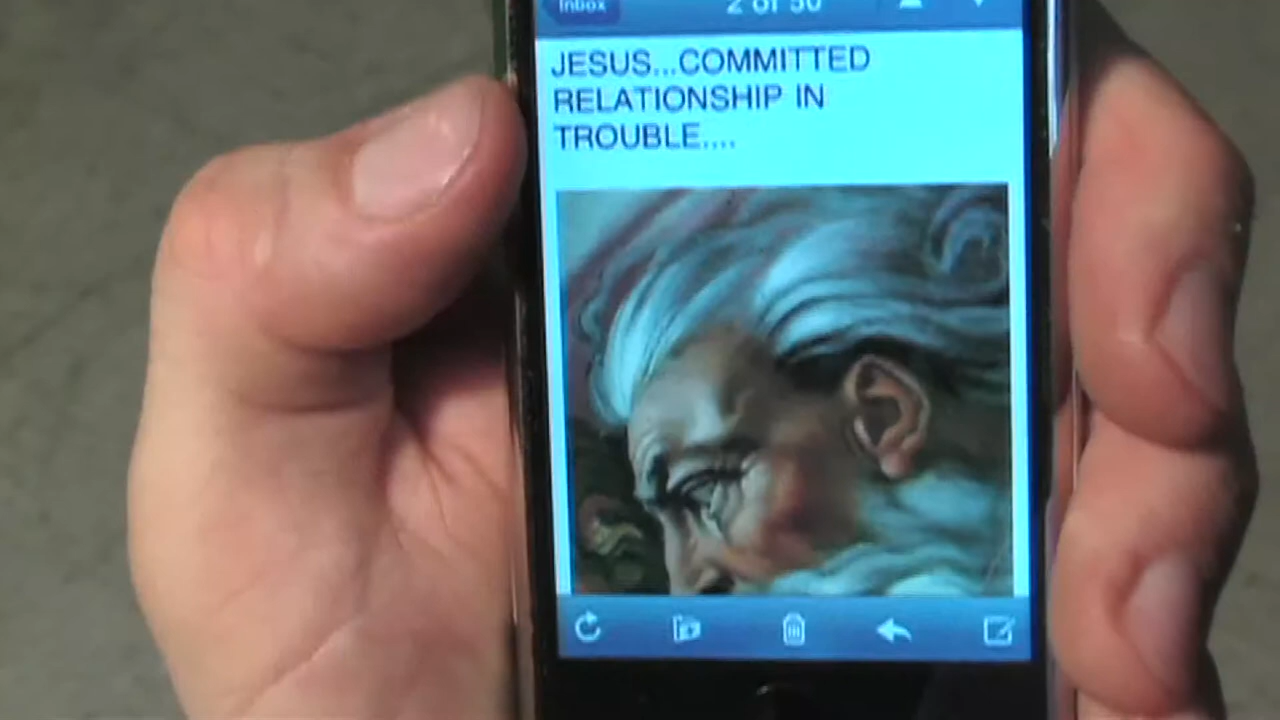 Inbox
2 of 50
JESUS...COMMITTED
RELATIONSHIP IN
TROUBLE....